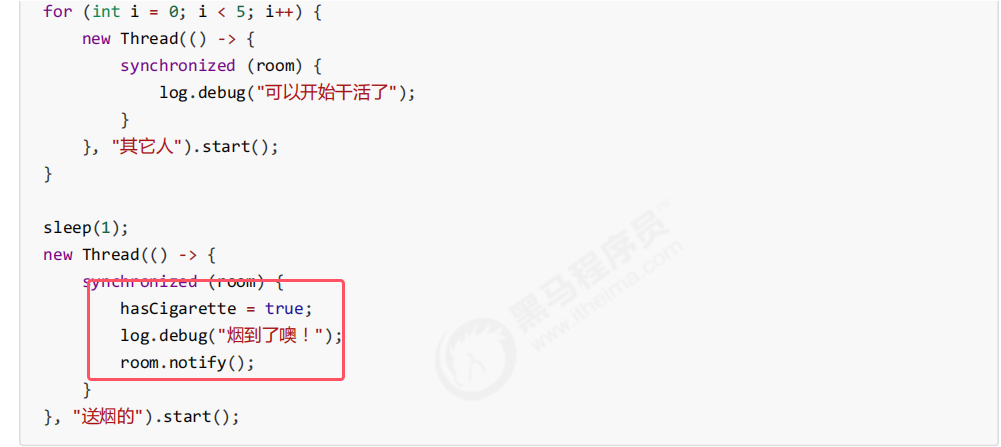 for (int i = 0; i < 5; i++) {
    new Thread(() -> {
        synchronized (room) {
            log.debug("可以开始干活了");
        }
    }, "其它人").start();
}

sleep(1);
new Thread(() -> {
    synchronized (room) {
        hasCigarette = true;
        log.debug("烟到了噢！");
        room.notify();
    }
}, "送烟的").start();
黑马程序员
www.itheima.com